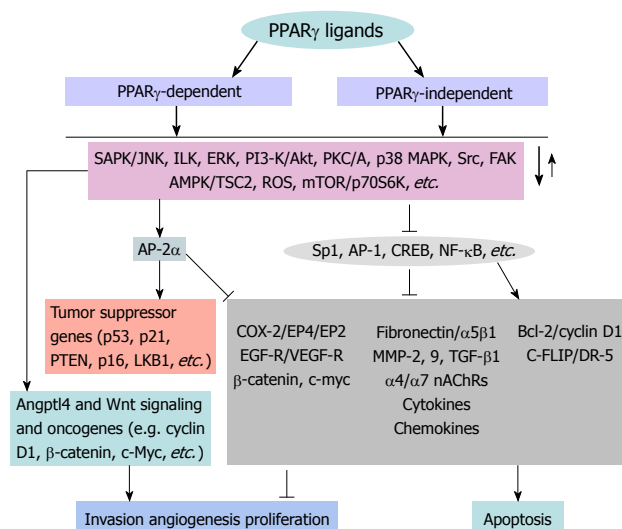 PPARγ ligands
PPARγ-dependent
PPARγ-independent
SAPK/JNK, ILK, ERK, PI3-K/Akt, PKC/A, p38 MAPK, Src, FAK
AMPK/TSC2, ROS, mTOR/p70S6K, etc.
AP-2α
Sp1, AP-1, CREB, NF-κB, etc.
Tumor suppressor
genes (p53, p21,
PTEN, p16, LKB1, etc.)
COX-2/EP4/EP2
EGF-R/VEGF-R
β-catenin, c-myc
Fibronectin/α5β1
MMP-2, 9, TGF-β1
α4/α7 nAChRs
Cytokines
Chemokines
Bcl-2/cyclin D1
C-FLIP/DR-5
Angptl4 and Wnt signaling
and oncogenes (e.g. cyclin
D1, β-catenin, c-Myc, etc.)
Invasion angiogenesis proliferation
Apoptosis